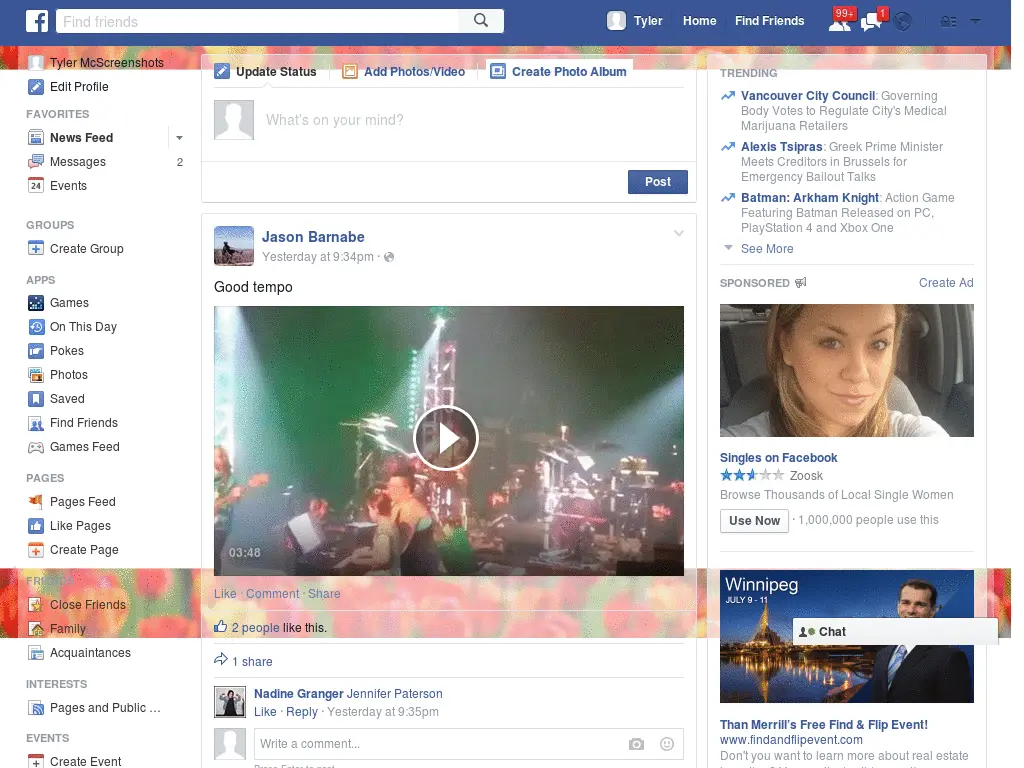 Find friends
Tyler
Home
Find Friends
99+
1
Tyler McScreenshots
Edit Profile
FAVORITES
News Feed
Messages
2
24
Events
GROUPS
Create Group
APPS
Games
On This Day
Pokes
Photos
Saved
Find Friends
Games Feed
PAGES
Pages Feed
Like Pages
Create Page
FRIENDS
Close Friends
Family
Acquaintances
INTERESTS
Pages and Public ...
EVENTS
Create Event
Update Status
Add Photos/Video
Create Photo Album
What's on your mind?
Post
Jason Barnabe
Yesterday at 9:34pm ·
Good tempo
03:48
Like · Comment · Share
2 people like this.
1 share
Nadine Granger Jennifer Paterson
Like · Reply · Yesterday at 9:35pm
Write a comment...
Press Enter to post.
TRENDING
Vancouver City Council: Governing
Body Votes to Regulate City's Medical
Marijuana Retailers
Alexis Tsipras: Greek Prime Minister
Meets Creditors in Brussels for
Emergency Bailout Talks
Batman: Arkham Knight: Action Game
Featuring Batman Released on PC,
PlayStation 4 and Xbox One
See More
SPONSORED
Create Ad
Singles on Facebook
Zoosk
Browse Thousands of Local Single Women
Use Now
· 1,000,000 people use this
Winnipeg
JULY 9 - 11
Chat
Than Merrill's Free Find & Flip Event!
www.findandflipevent.com
Don't you want to learn more about real estate